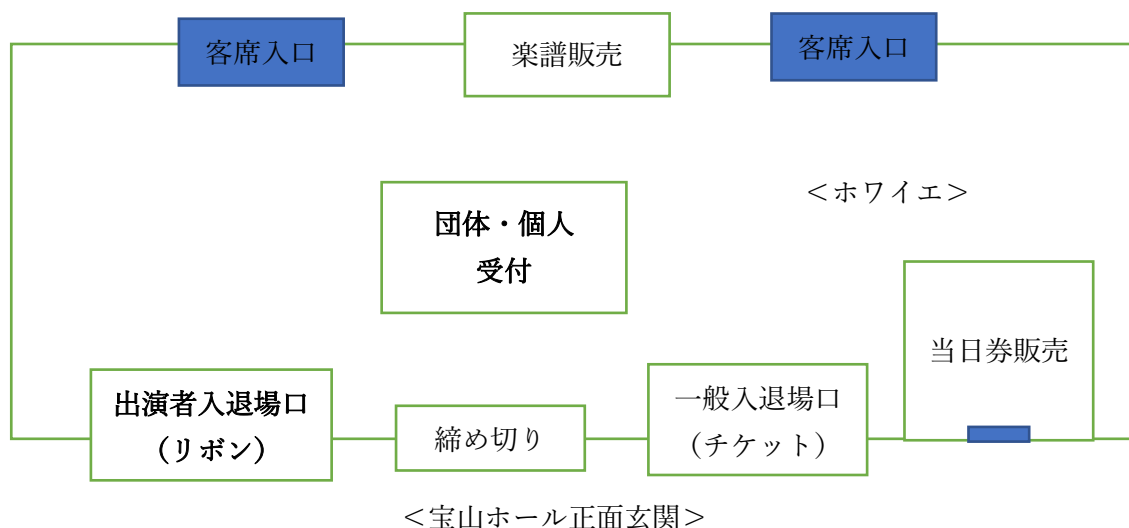 客席入口
楽譜販売
客席入口
＜ホワイエ＞
団体・個人
受付
当日券販売
出演者入退場口
（リボン）
締め切り
一般入退場口
（チケット）
＜宝山ホール正面玄関＞